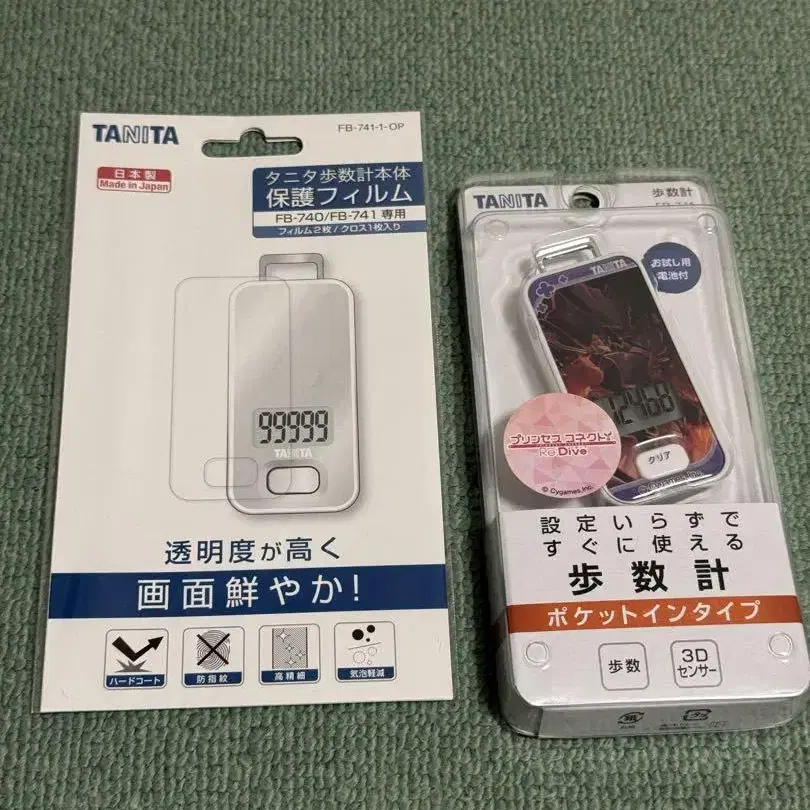 TANITA
FB-741-1-OP
日本製
Made in Japan
タニタ歩数計本体
保護フィルム
FB-740/FB-741 専用
フィルム2枚/クロス1枚入り
99999
TANITA
透明度が高く
画面鮮やか!
ハードコート
防指紋
高精細
気泡軽減
TANITA
歩数計
お試し用
電池付
TANITA
12468
クリア
© Cygames, Inc.
プリンセスコネクト!
Re:Dive
© Cygames, Inc.
設定いらずで
すぐに使える
歩数計
ポケットインタイプ
歩数
3D
センサー